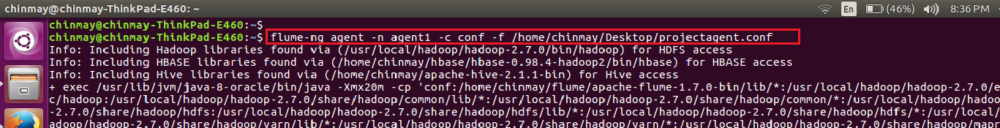 chinmay@chinmay-ThinkPad-E460: ~
En
(46%)
8:36 PM
chinmay@chinmay-ThinkPad-E460:~$
chinmay@chinmay-ThinkPad-E460:~$ flume-ng agent -n agent1 -c conf -f /home/chinmay/Desktop/projectagent.conf
Info: Including Hadoop libraries found via (/usr/local/hadoop/hadoop-2.7.0/bin/hadoop) for HDFS access
Info: Including HBASE libraries found via (/home/chinmay/hbase/hbase-0.98.4-hadoop2/bin/hbase) for HBASE access
Info: Including Hive libraries found via (/home/chinmay/apache-hive-2.1.1-bin) for Hive access
+ exec /usr/lib/jvm/java-8-oracle/bin/java -Xmx20m -cp 'conf:/home/chinmay/flume/apache-flume-1.7.0-bin/lib/*:/usr/local/hadoop/hadoop-2.7.0/e
c/hadoop:/usr/local/hadoop/hadoop-2.7.0/share/hadoop/common/lib/*:/usr/local/hadoop/hadoop-2.7.0/share/hadoop/common/*:/usr/local/hadoop/hadoop
-2.7.0/share/hadoop/hdfs:/usr/local/hadoop/hadoop-2.7.0/share/hadoop/hdfs/lib/*:/usr/local/hadoop/hadoop-2.7.0/share/hadoop/hdfs/*:/usr/local/h
adoop/hadoop-2.7.0/share/hadoop/yarn/lib/*:/usr/local/hadoop/hadoop-2.7.0/share/hadoop/yarn/*:/usr/local/hadoop/hadoop-2.7.0/share/hadoop/mapr